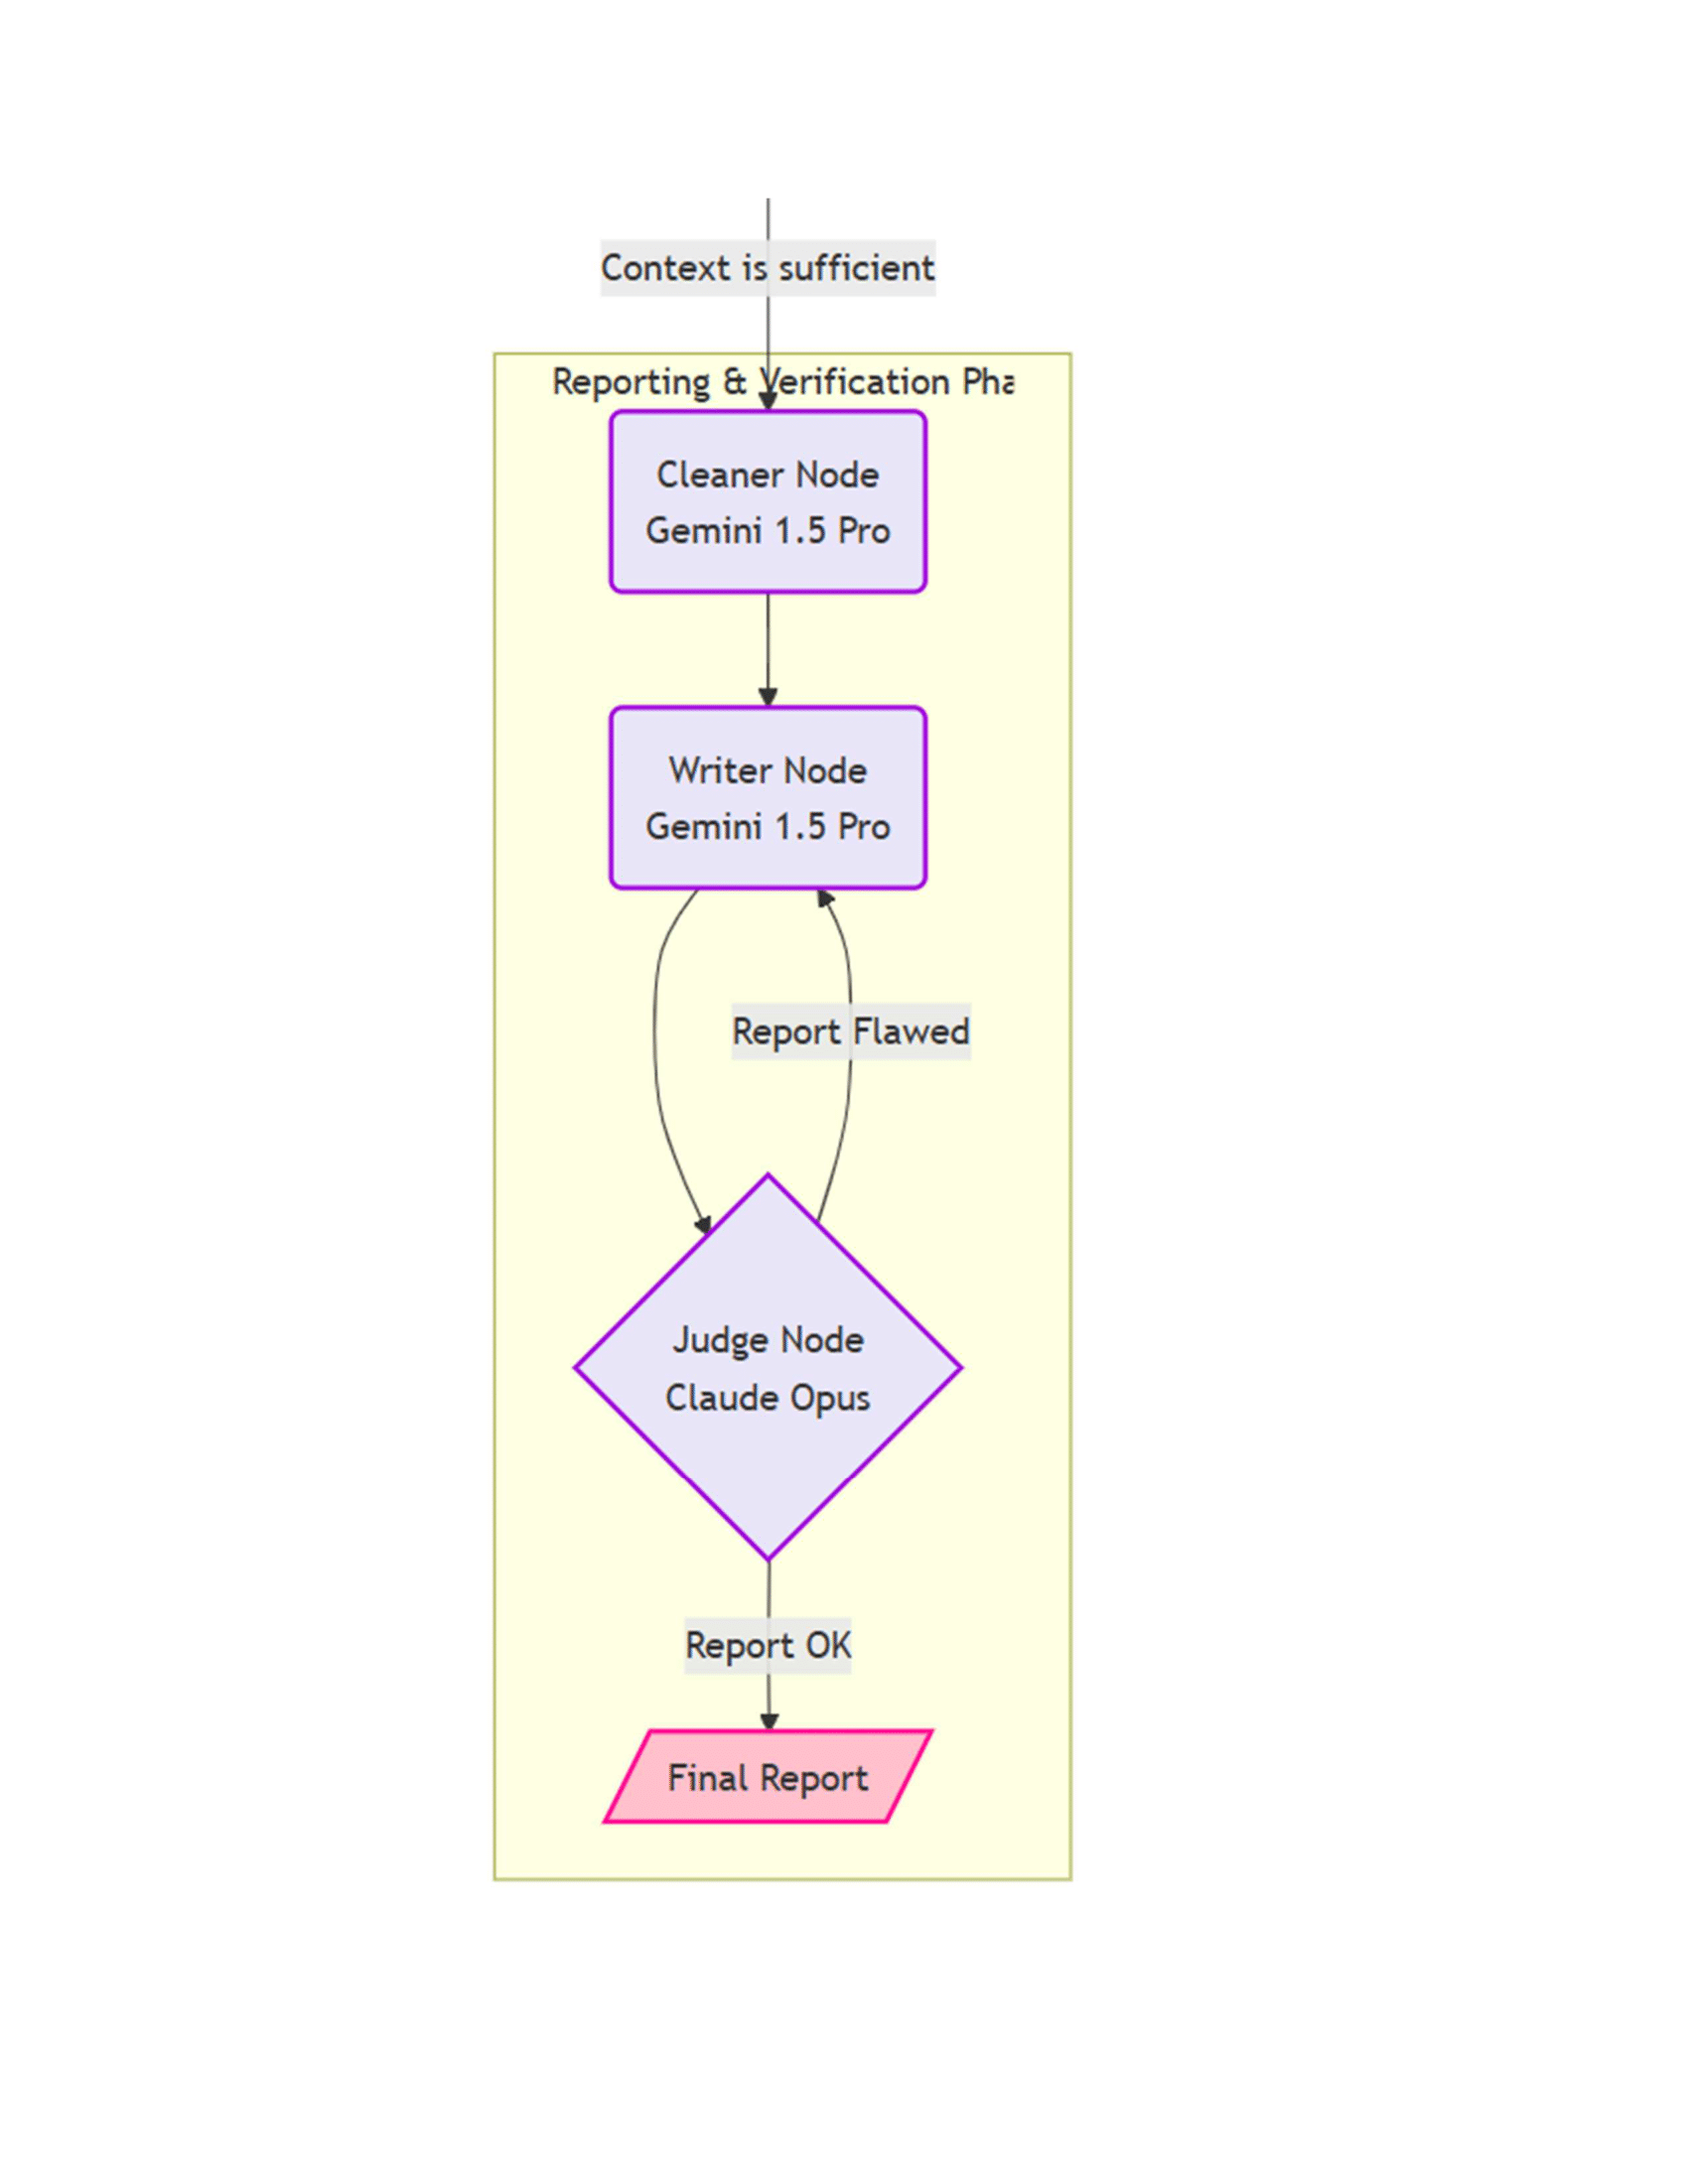 Context is sufficient
Reporting & Verification Pha
Cleaner Node
Gemini 1.5 Pro
Writer Node
Gemini 1.5 Pro
Report Flawed
Judge Node
Claude Opus
Report OK
Final Report